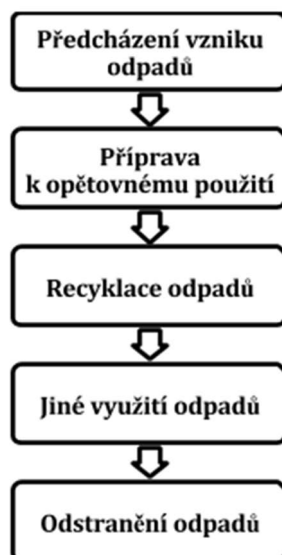 Předcházení vzniku
odpadů
Příprava
k opětovnému použití
Recyklace odpadů
Jiné využití odpadů
Odstranění odpadů